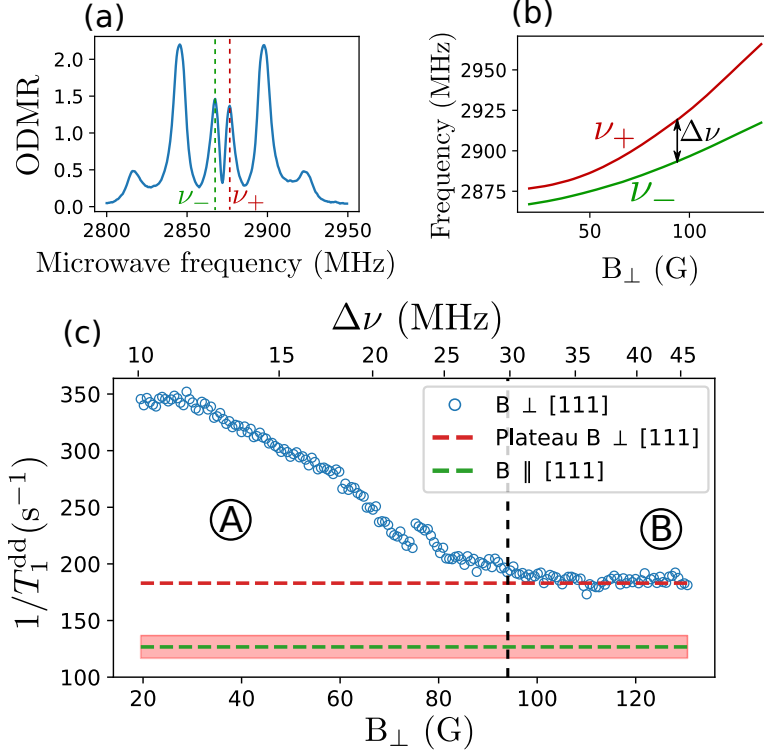 (a)
ODMR
2.0
1.5
1.0
0.5
0.0
ν₋
ν₊
2800 2850 2900 2950
Microwave frequency (MHz)
(b)
Frequency (MHz)
2950
2925
2900
2875
ν₊
Δν
ν₋
50 100
B⊥ (G)
(c)
Δν (MHz)
10 15 20 25 30 35 40 45
1/T₁ᵈᵈ(s⁻¹)
350
300
250
200
150
100
B ⊥ [111]
Plateau B ⊥ [111]
B ∥ [111]
A
B
20 40 60 80 100 120
B⊥ (G)